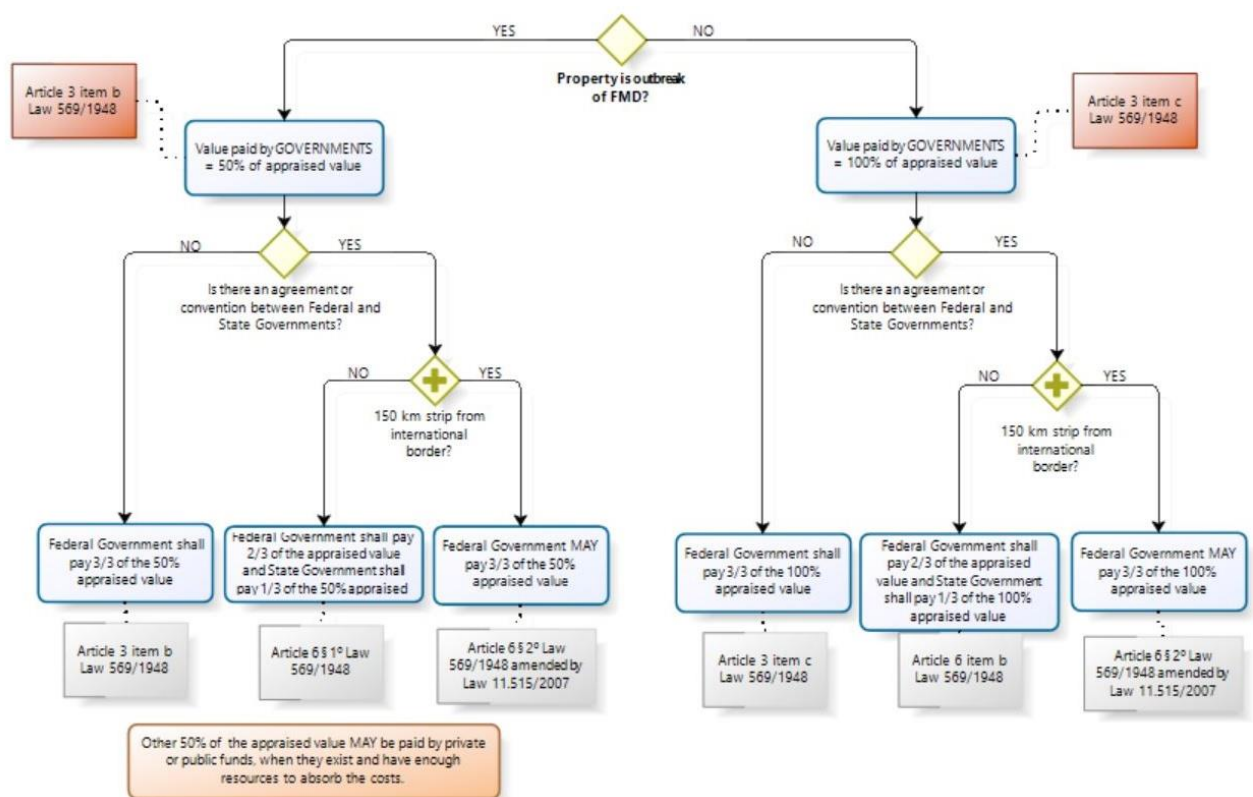 YES
NO
Property is outbreak
of FMD?
Article 3 item b
Law 569/1948
Article 3 item c
Law 569/1948
Value paid by GOVERNMENTS
= 50% of appraised value
Value paid by GOVERNMENTS
= 100% of appraised value
NO
YES
NO
YES
Is there an agreement or
convention between Federal and
State Governments?
Is there an agreement or
convention between Federal and
State Governments?
NO
YES
NO
YES
150 km strip from
international
border?
150 km strip from
international
border?
Federal Government shall
pay 3/3 of the 50%
appraised value
Federal Government shall pay
2/3 of the appraised value
and State Government shall
pay 1/3 of the 50% appraised
Federal Government MAY
pay 3/3 of the 50%
appraised value
Federal Government shall
pay 3/3 of the 100%
appraised value
Federal Government shall
pay 2/3 of the appraised
value and State Government
shall pay 1/3 of the 100%
appraised value
Federal Government MAY
pay 3/3 of the 100%
appraised value
Article 3 item b
Law 569/1948
Article 6 § 1º Law
569/1948
Article 6 § 2º Law
569/1948 amended
by Law 11.515/2007
Article 3 item c
Law 569/1948
Article 6 item b
Law 569/1948
Article 6 § 2º Law
569/1948 amended by
Law 11.515/2007
Other 50% of the appraised value MAY be paid by private
or public funds, when they exist and have enough
resources to absorb the costs.